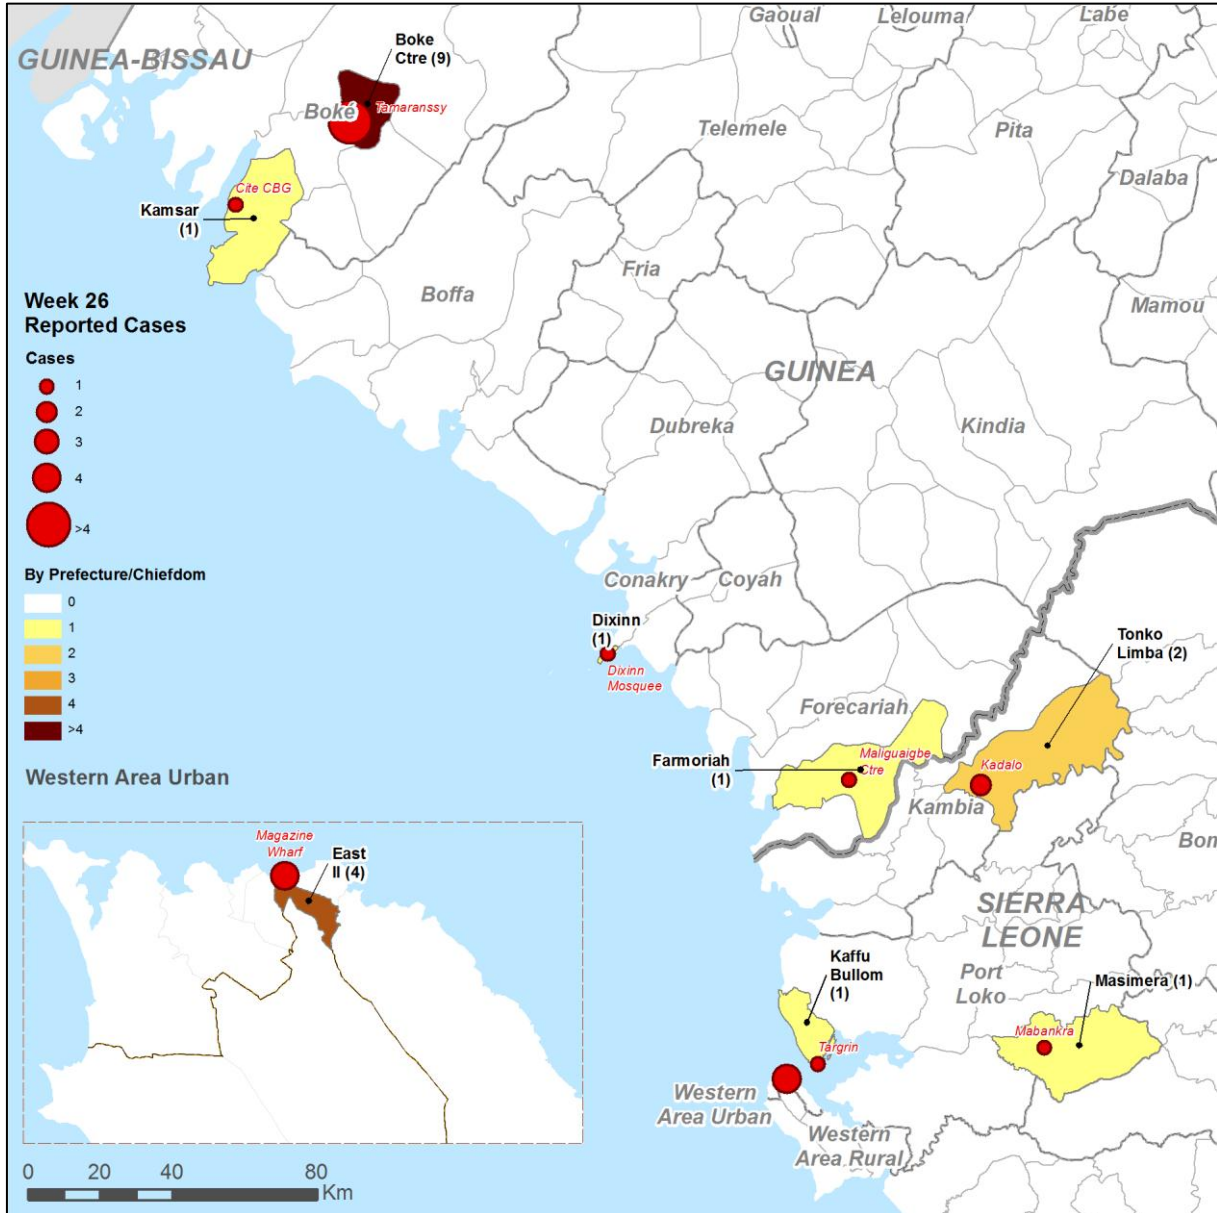 Gaoual
Lelouma
Labe
GUINEA-BISSAU
Boke
Ctre (9)
Boké
Tamaranssy
Telemele
Pita
Dalaba
Cite CBG
Kamsar
(1)
Fria
Boffa
Mamou
Week 26
Reported Cases
Cases
1
2
3
4
>4
GUINEA
Dubreka
Kindia
By Prefecture/Chiefdom
0
1
2
3
4
>4
Conakry
Coyah
Dixinn
(1)
Dixinn
Mosquee
Tonko
Limba (2)
Forecariah
Farmoriah
(1)
Maliguaigbe
Ctre
Kadalo
Kambia
Bom
Western Area Urban
Magazine
Wharf
East
II (4)
SIERRA
LEONE
Kaffu
Bullom
(1)
Port
Loko
Masimera (1)
Mabankra
Targrin
Western
Area Urban
Western
Area Rural
0 20 40 80
Km